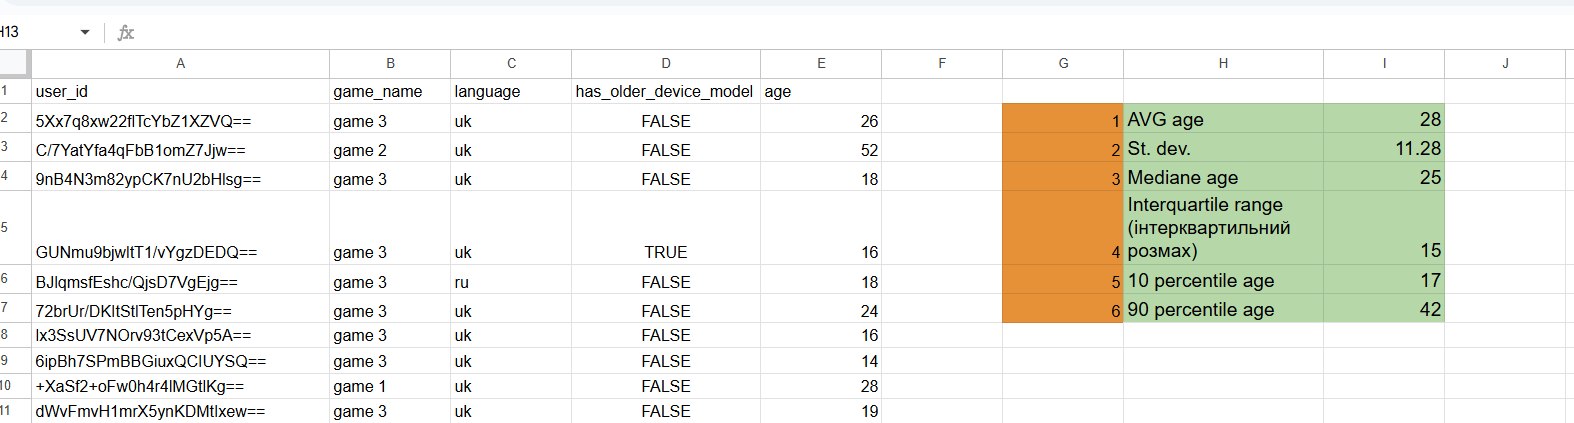 H13 fx
A B C D E F G H I J
1 user_id game_name language has_older_device_model age
2 5Xx7q8xw22flTcYbZ1XZVQ== game 3 uk FALSE 26 1 AVG age 28
3 C/7YatYfa4qFbB1omZ7Jjw== game 2 uk FALSE 52 2 St. dev. 11.28
4 9nB4N3m82ypCK7nU2bHlsg== game 3 uk FALSE 18 3 Mediane age 25
Interquartile range
(інтерквартильний
5 GUNmu9bjwltT1/vYgzDEDQ== game 3 uk TRUE 16 4 розмах) 15
6 BJlqmsfEshc/QjsD7VgEjg== game 3 ru FALSE 18 5 10 percentile age 17
7 72brUr/DKltStlTen5pHYg== game 3 uk FALSE 24 6 90 percentile age 42
8 lx3SsUV7NOrv93tCexVp5A== game 3 uk FALSE 16
9 6ipBh7SPmBBGiuxQCIUYSQ== game 3 uk FALSE 14
10 +XaSf2+oFw0h4r4lMGtlKg== game 1 uk FALSE 28
11 dWvFmvH1mrX5ynKDMtlxew== game 3 uk FALSE 19